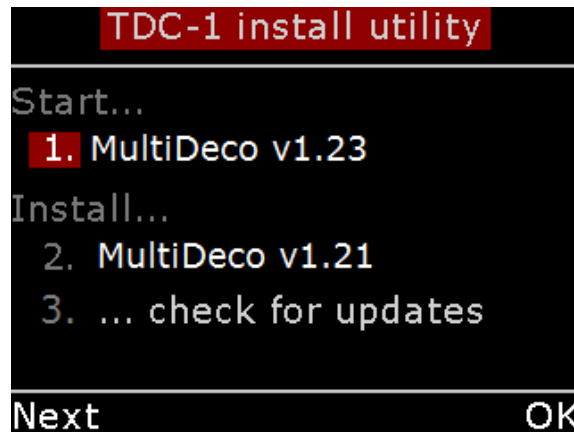 TDC-1 install utility
Start...
1. MultiDeco v1.23
Install...
2. MultiDeco v1.21
3. ... check for updates
Next OK